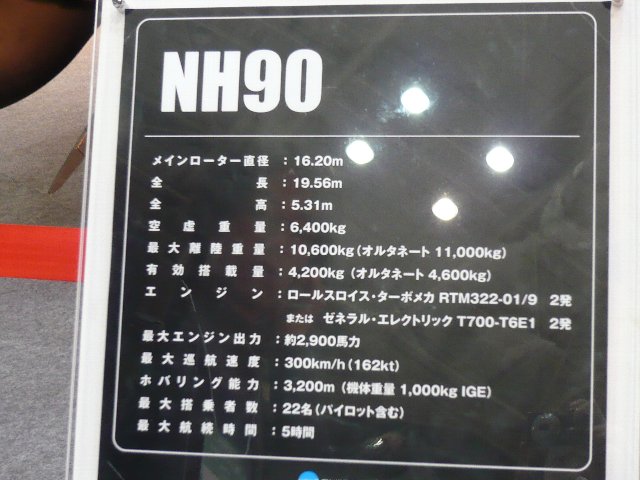 NH90
メインローター直径 : 16.20m
全長 : 19.56m
全高 : 5.31m
空虚重量 : 6,400kg
最大離陸重量 : 10,600kg (オルタネート 11,000kg)
有効搭載量 : 4,200kg (オルタネート 4,600kg)
エンジン : ロールスロイス・ターボメカ RTM322-01/9 2発
または ゼネラル・エレクトリック T700-T6E1 2発
最大エンジン出力 : 約2,900馬力
最大巡航速度 : 300km/h (162kt)
ホバリング能力 : 3,200m (機体重量 1,000kg IGE)
最大搭乗者数 : 22名 (パイロット含む)
最大航続時間 : 5時間